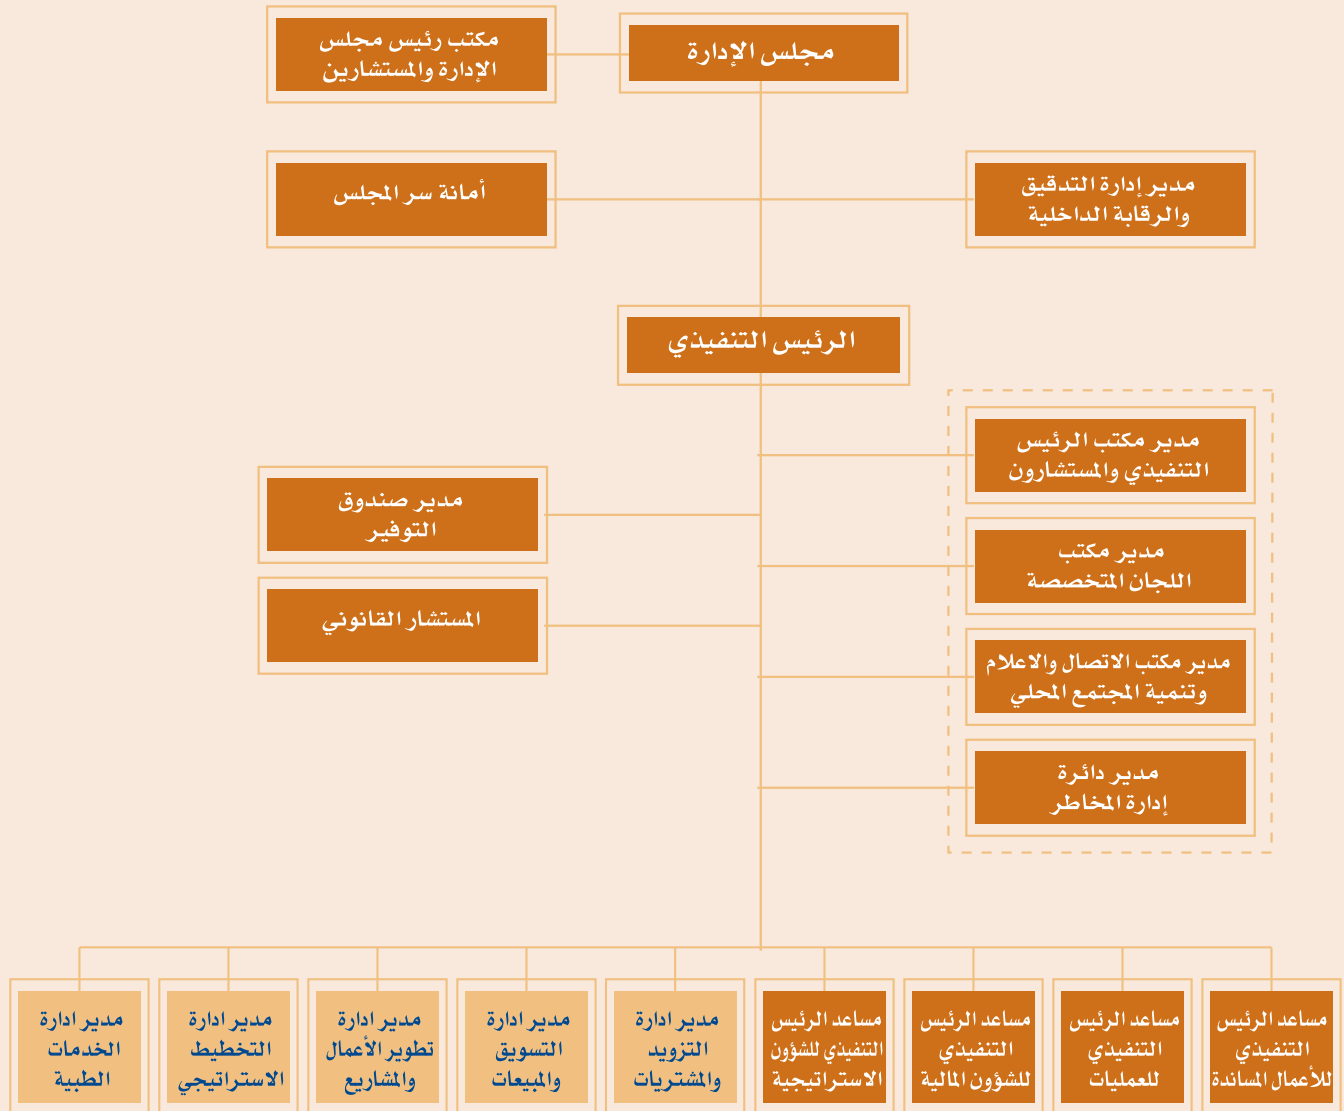 مجلس الإدارة
مكتب رئيس مجلس
الإدارة والمستشارين
مدير إدارة التدقيق
والرقابة الداخلية
أمانة سر المجلس
الرئيس التنفيذي
مدير مكتب الرئيس
التنفيذي والمستشارون
مدير صندوق
التوفير
مدير مكتب
اللجان المتخصصة
المستشار القانوني
مدير مكتب الاتصال والاعلام
وتنمية المجتمع المحلي
مدير دائرة
إدارة المخاطر
مساعد الرئيس
التنفيذي
للأعمال المساندة
مساعد الرئيس
التنفيذي
للعمليات
مساعد الرئيس
التنفيذي
للشؤون المالية
مساعد الرئيس
التنفيذي للشؤون
الاستراتيجية
مدير ادارة
التزويد
والمشتريات
مدير ادارة
التسويق
والمبيعات
مدير ادارة
تطوير الأعمال
والمشاريع
مدير ادارة
التخطيط
الاستراتيجي
مدير ادارة
الخدمات
الطبية